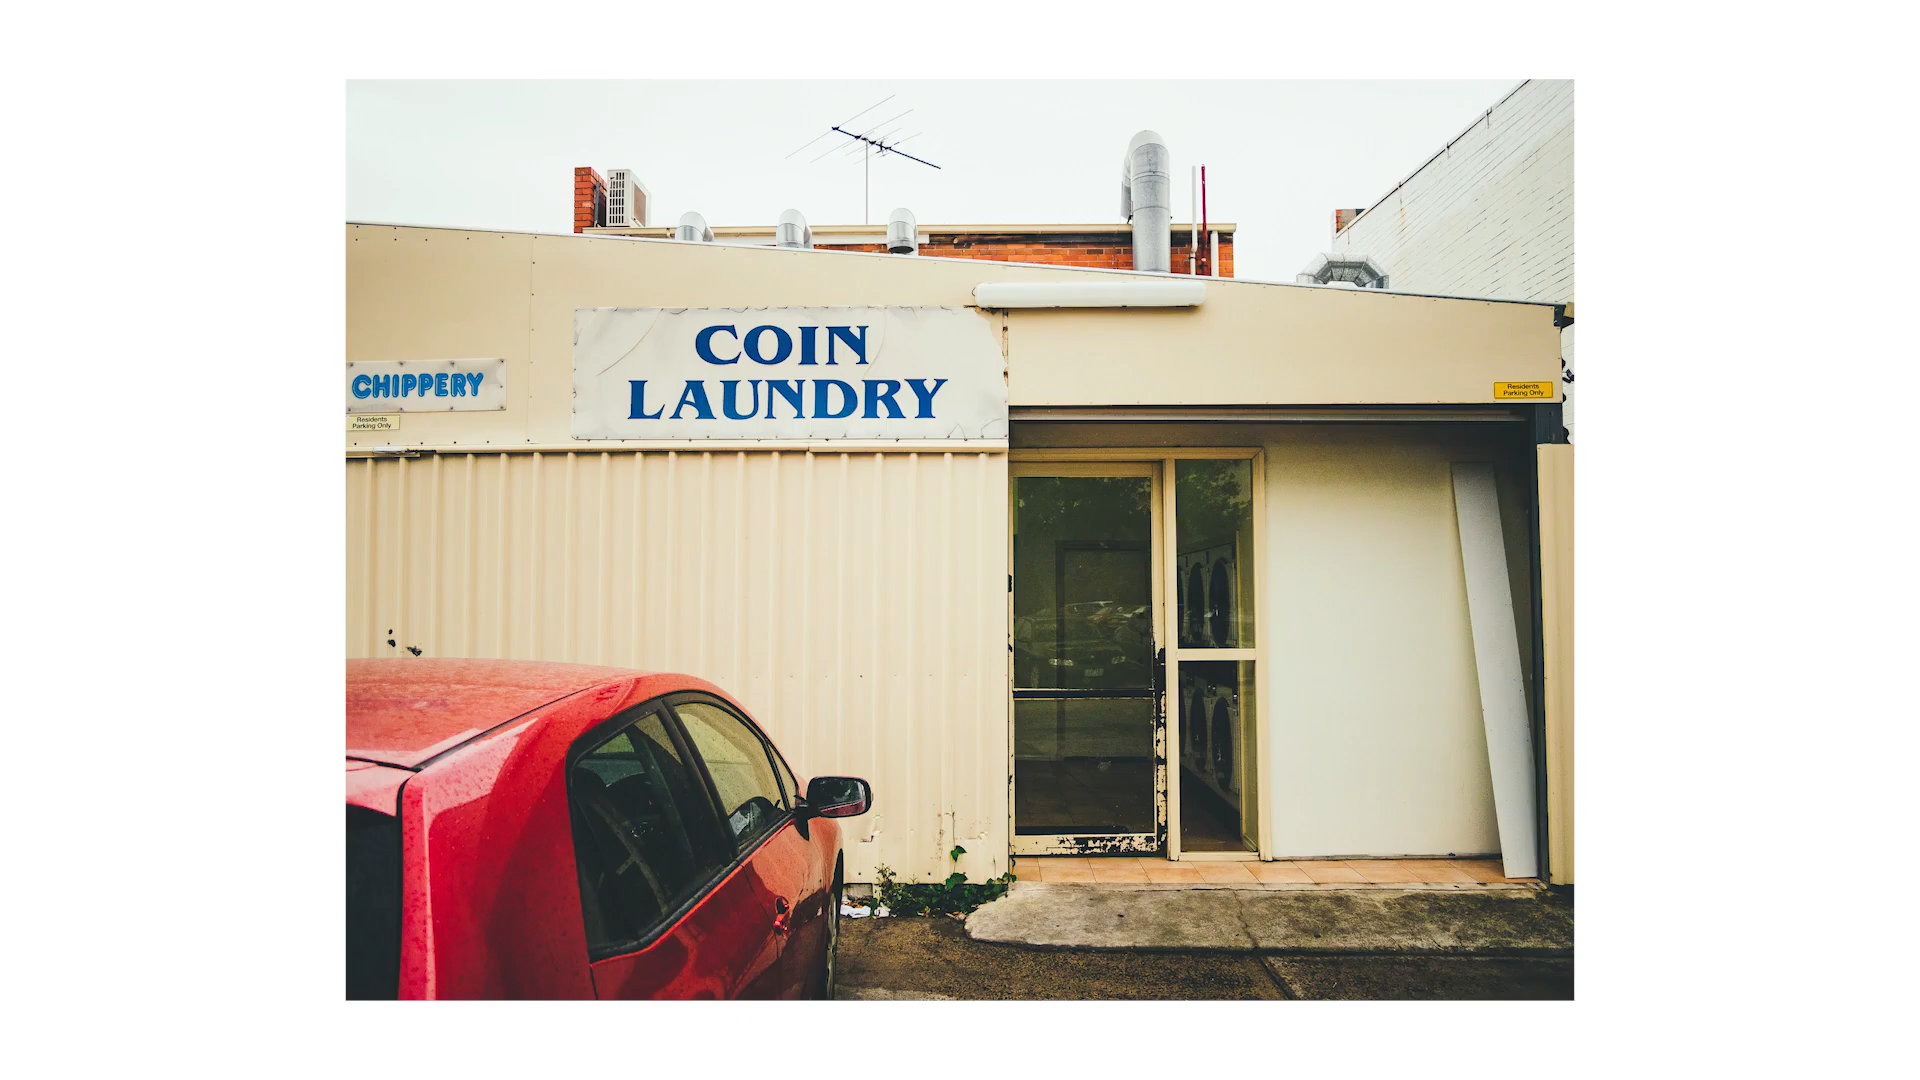 COIN
LAUNDRY
CHIPPERY
Residents
Parking Only
Residents
Parking Only